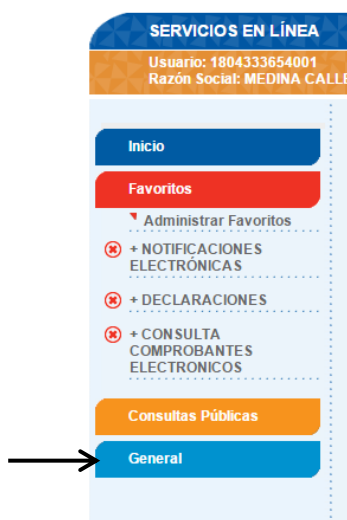 SERVICIOS EN LÍNEA
Usuario: 1804333654001
Razón Social: MEDINA CALLE
Inicio
Favoritos
Administrar Favoritos
+ NOTIFICACIONES
ELECTRÓNICAS
+ DECLARACIONES
+ CONSULTA
COMPROBANTES
ELECTRONICOS
Consultas Públicas
General